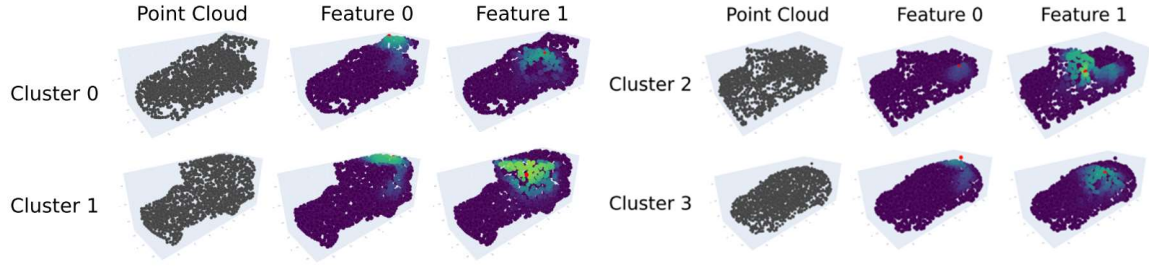 Point Cloud Feature 0 Feature 1
Cluster 0
Cluster 1
Point Cloud Feature 0 Feature 1
Cluster 2
Cluster 3